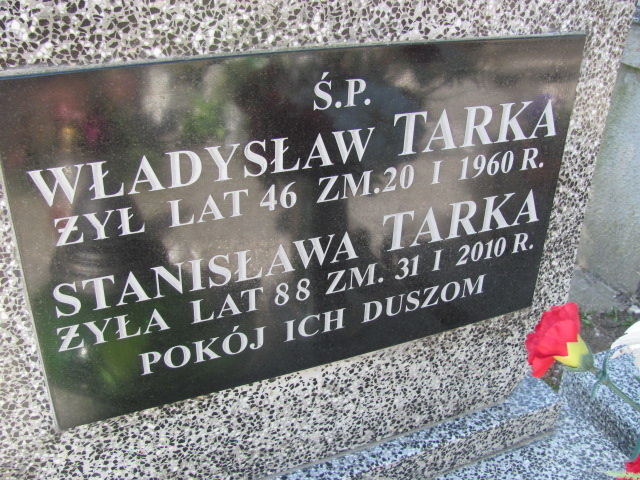 Ś.P.
WŁADYSŁAW TARKA
ŻYŁ LAT 46 ZM.20 I 1960 R.
STANISŁAWA TARKA
ŻYŁA LAT 88 ZM. 31 I 2010 R.
POKÓJ ICH DUSZOM